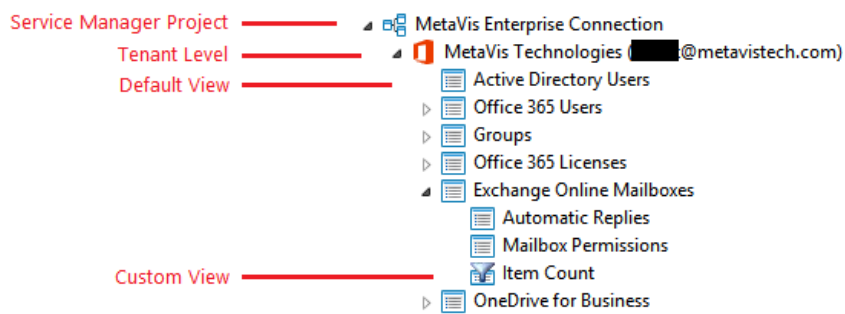 Service Manager Project MetaVis Enterprise Connection
Tenant Level MetaVis Technologies ( :@metavistech.com)
Default View Active Directory Users
Office 365 Users
Groups
Office 365 Licenses
Exchange Online Mailboxes
Automatic Replies
Mailbox Permissions
Custom View Item Count
OneDrive for Business